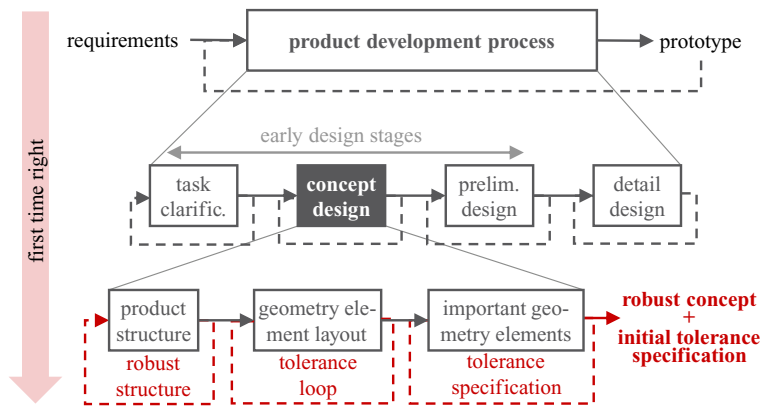 requirements
product development process
prototype
early design stages
task
clarific.
concept
design
prelim.
design
detail
design
first time right
product
structure
geometry ele-
ment layout
important geo-
metry elements
robust concept
+
initial tolerance
specification
robust
structure
tolerance
loop
tolerance
specification